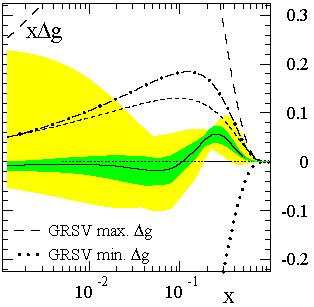 xΔg
0.3
0.2
0.1
0
-0.1
-0.2
GRSV max. Δg
GRSV min. Δg
10⁻² 10⁻¹ x